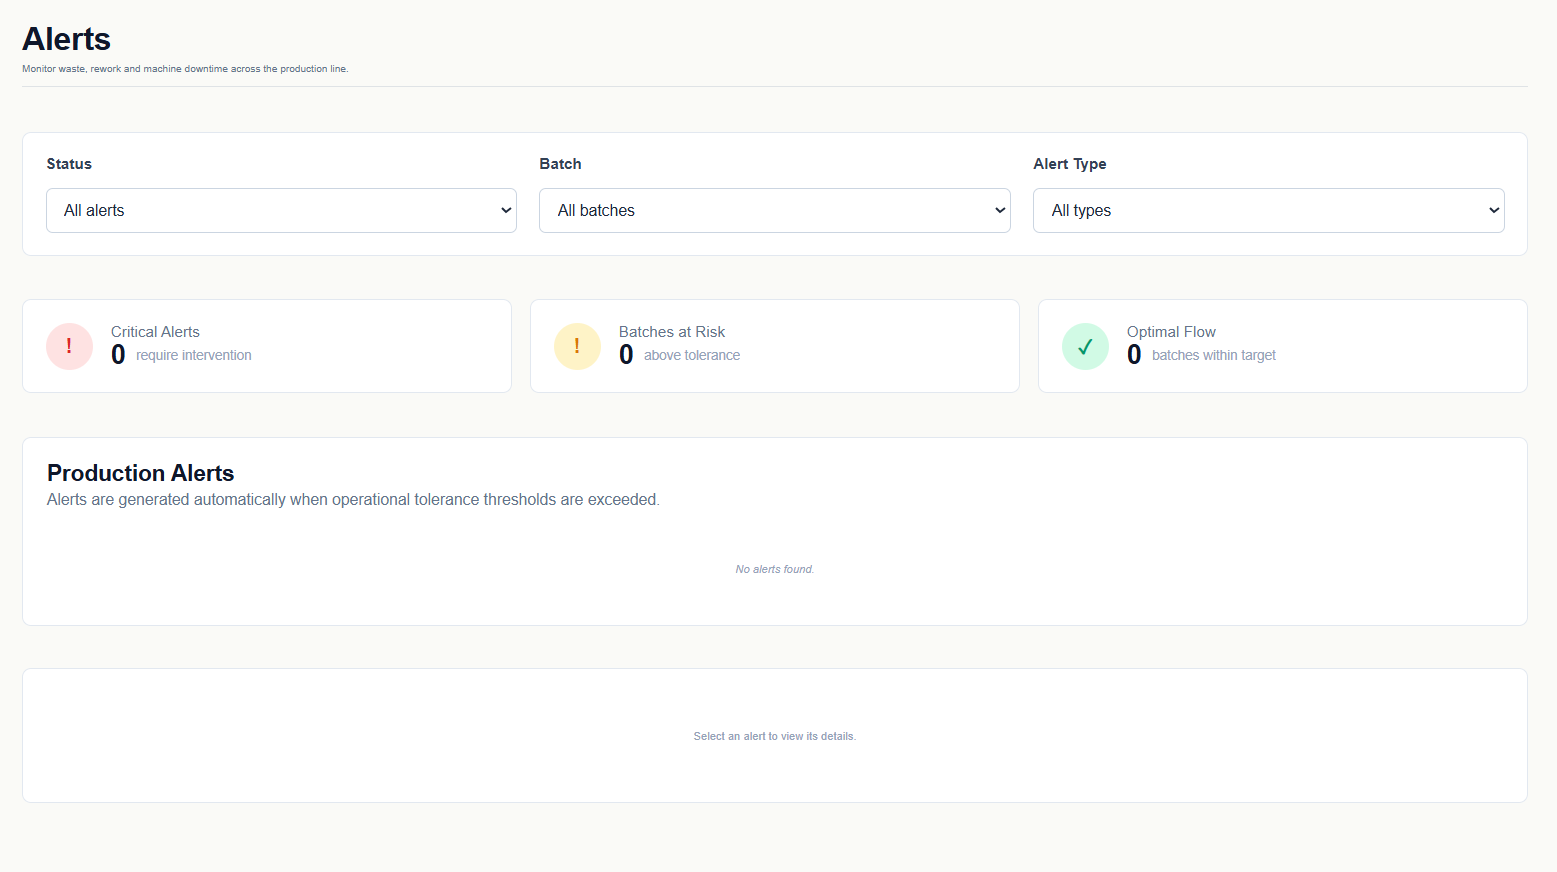 Alerts
Monitor waste, rework and machine downtime across the production line.
Status
Batch
Alert Type
All alerts
All batches
All types
!
Critical Alerts
0 require intervention
!
Batches at Risk
0 above tolerance
✓
Optimal Flow
0 batches within target
Production Alerts
Alerts are generated automatically when operational tolerance thresholds are exceeded.
No alerts found.
Select an alert to view its details.